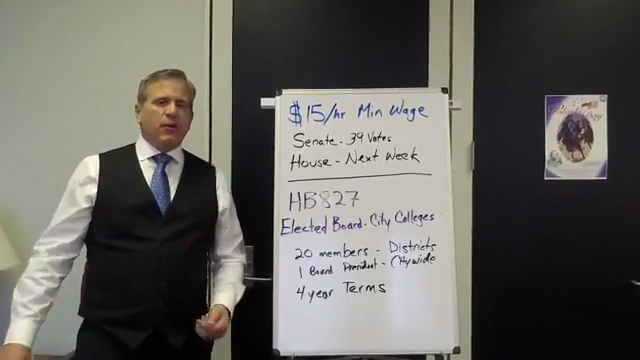 $15/hr Min Wage
Senate - 39 Votes
House - Next Week
HB827
Elected Board - City Colleges
20 members - Districts
1 Board President - Citywide
4 year Terms